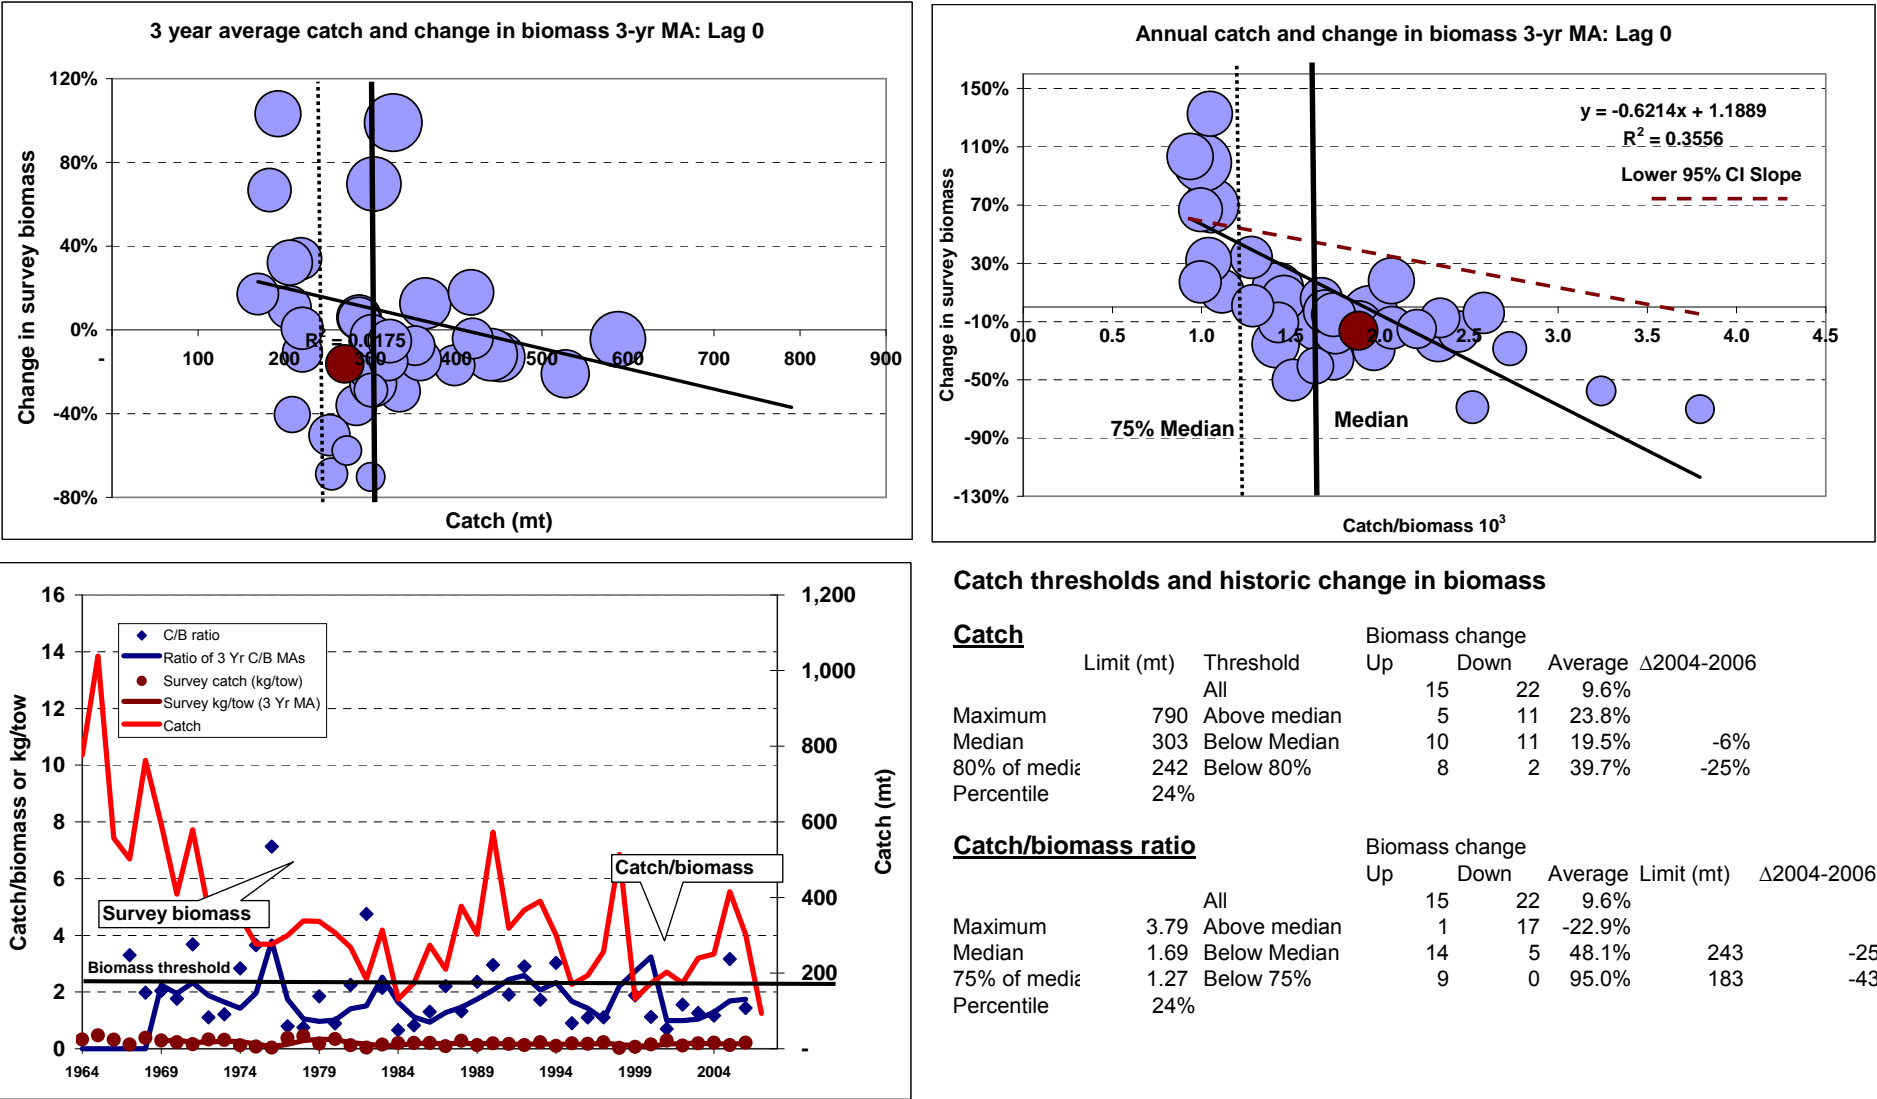 3 year average catch and change in biomass 3-yr MA: Lag 0
120%
80%
40%
0%
-40%
-80%
Change in survey biomass
R² = 0.0175
- 100 200 300 400 500 600 700 800 900
Catch (mt)
Annual catch and change in biomass 3-yr MA: Lag 0
150%
110%
70%
30%
-10%
-50%
-90%
-130%
Change in survey biomass
y = -0.6214x + 1.1889
R² = 0.3556
Lower 95% CI Slope
0.0 1.0 1.5 2.0 2.5 3.0 3.5 4.0 4.5
75% Median
Median
Catch/biomass 10³
16
14
12
10
8
6
4
2
0
Catch/biomass or kg/tow
1,200
1,000
800
600
400
200
-
Catch (mt)
C/B ratio
Ratio of 3 Yr C/B MAs
Survey catch (kg/tow)
Survey kg/tow (3 Yr MA)
Catch
Survey biomass
Catch/biomass
Biomass threshold
1964 1969 1974 1979 1984 1989 1994 1999 2004
Catch thresholds and historic change in biomass
Catch Biomass change
Limit (mt) Threshold Up Down Average Δ2004-2006
All 15 22 9.6%
Maximum 790 Above median 5 11 23.8%
Median 303 Below Median 10 11 19.5% -6%
80% of media 242 Below 80% 8 2 39.7% -25%
Percentile 24%
Catch/biomass ratio Biomass change
Up Down Average Limit (mt) Δ2004-2006
All 15 22 9.6%
Maximum 3.79 Above median 1 17 -22.9%
Median 1.69 Below Median 14 5 48.1% 243 -25
75% of media 1.27 Below 75% 9 0 95.0% 183 -43
Percentile 24%